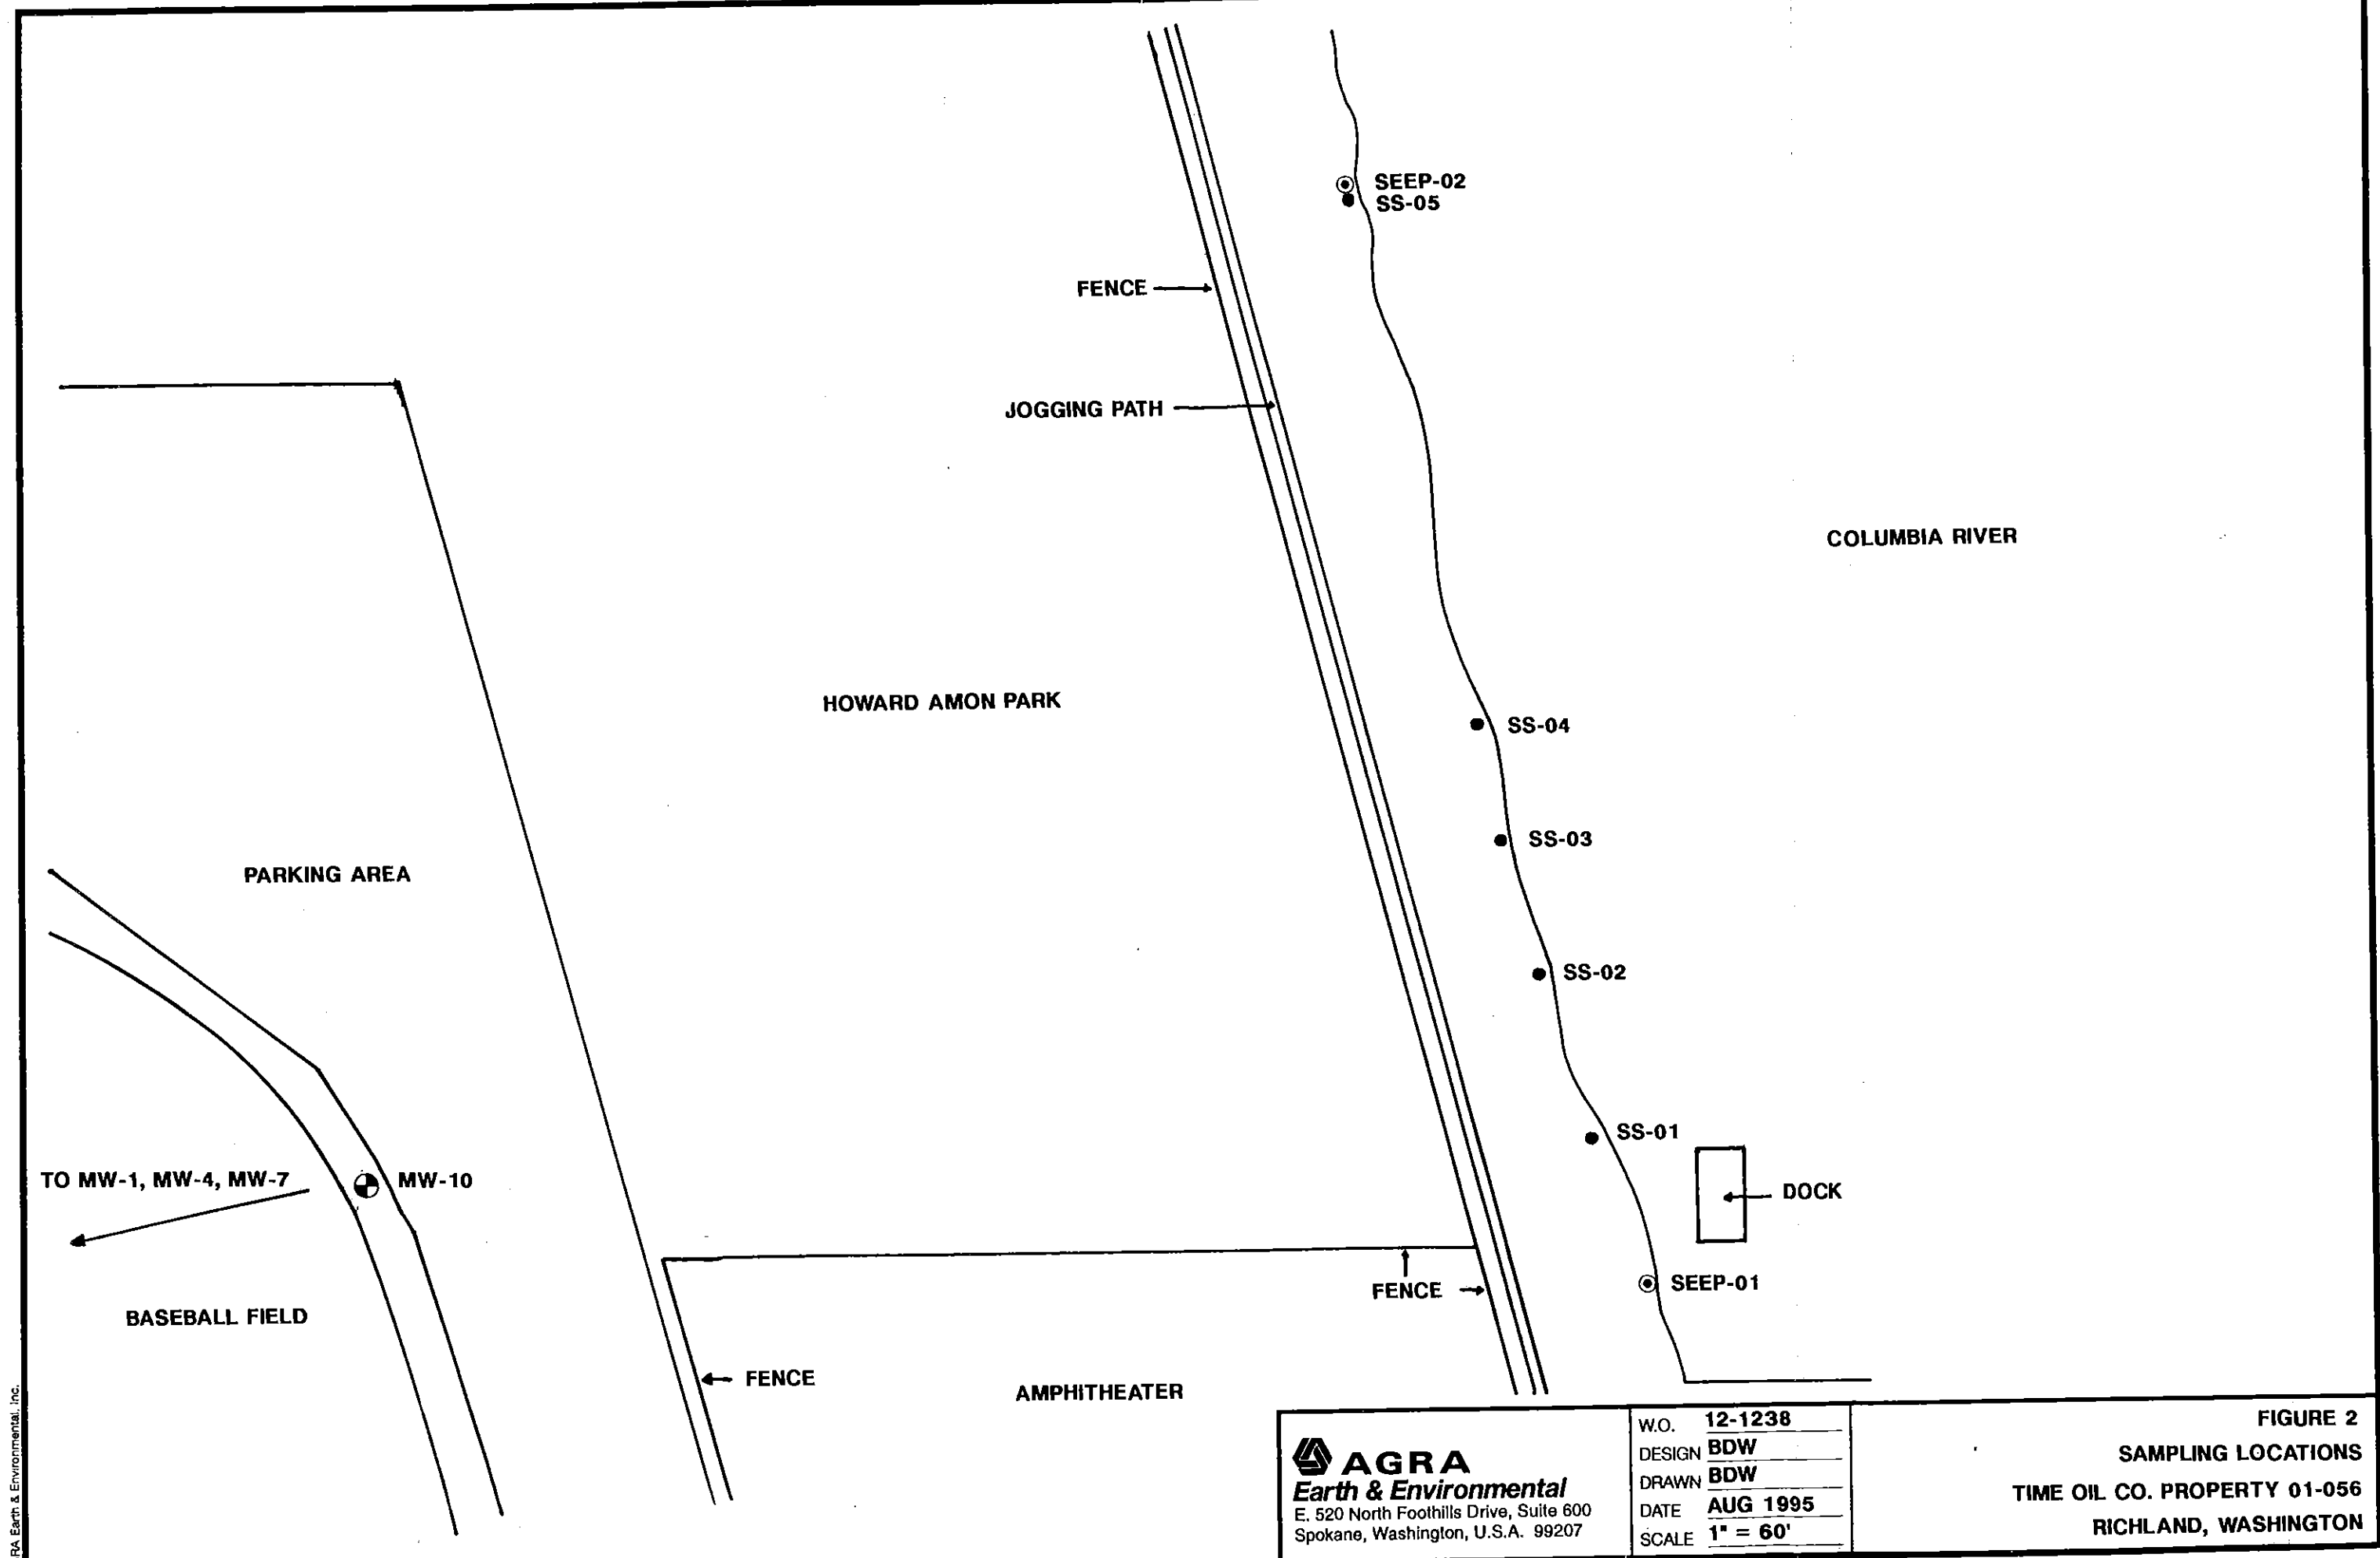 SEEP-02
SS-05
FENCE
JOGGING PATH
COLUMBIA RIVER
HOWARD AMON PARK
SS-04
SS-03
PARKING AREA
SS-02
SS-01
TO MW-1, MW-4, MW-7
MW-10
DOCK
FENCE
SEEP-01
BASEBALL FIELD
FENCE
AMPHITHEATER
AGRA
Earth & Environmental
E. 520 North Foothills Drive, Suite 600
Spokane, Washington, U.S.A. 99207
W.O. 12-1238
DESIGN BDW
DRAWN BDW
DATE AUG 1995
SCALE 1" = 60'
FIGURE 2
SAMPLING LOCATIONS
TIME OIL CO. PROPERTY 01-056
RICHLAND, WASHINGTON
Earth & Environmental, Inc.